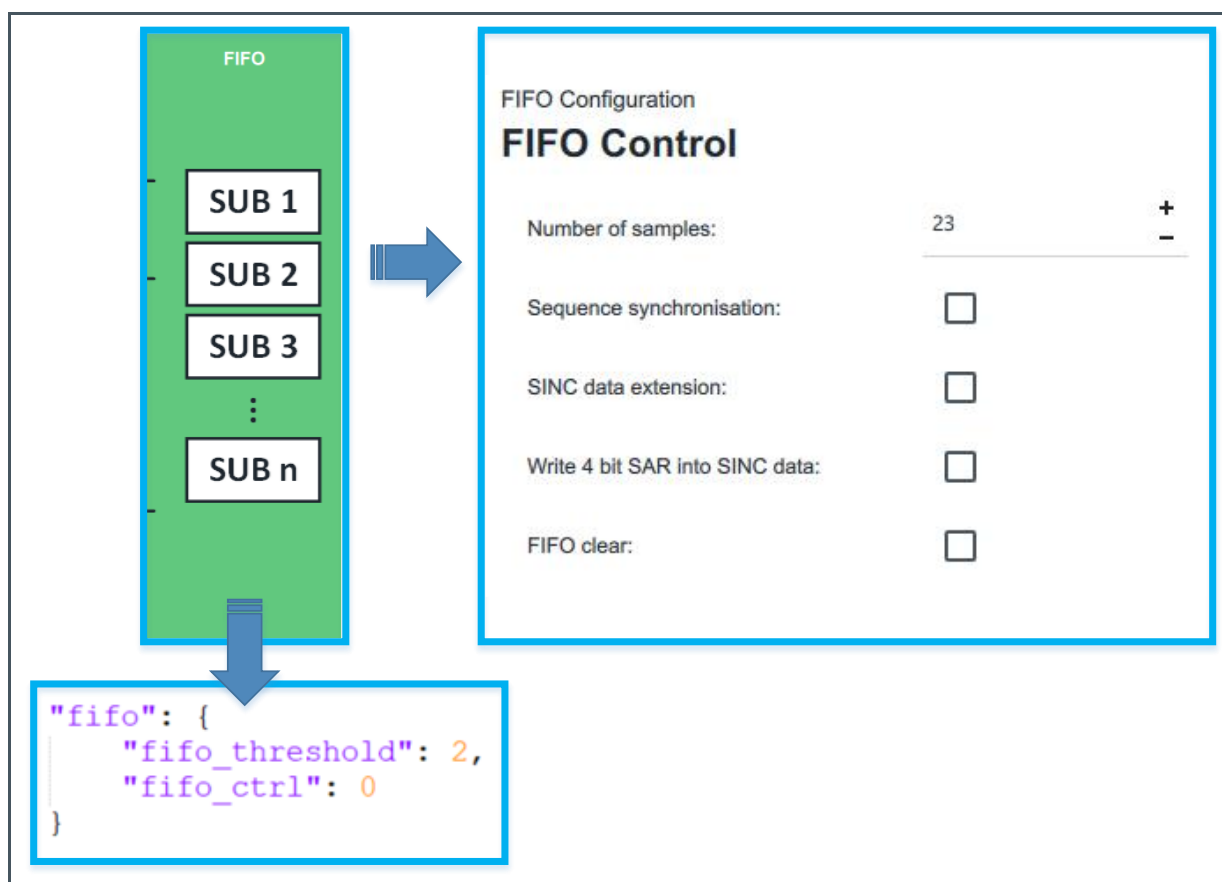 FIFO
SUB 1
SUB 2
SUB 3
⋮
SUB n
FIFO Configuration
FIFO Control
Number of samples: 23 + −
Sequence synchronisation:
SINC data extension:
Write 4 bit SAR into SINC data:
FIFO clear:
"fifo": {
"fifo_threshold": 2,
"fifo_ctrl": 0
}